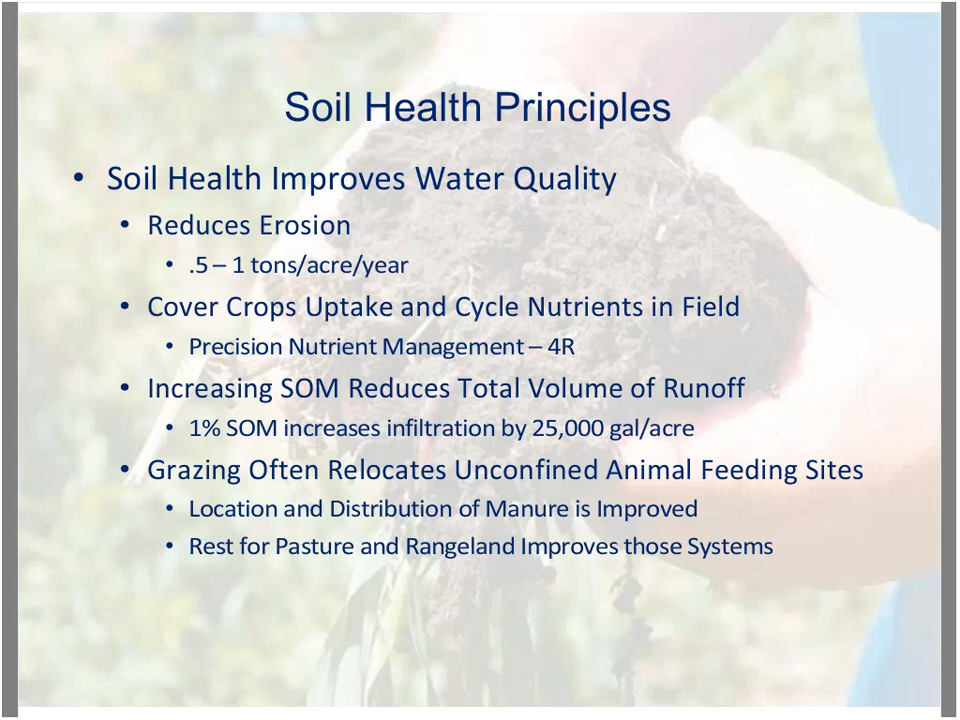 Soil Health Principles
• Soil Health Improves Water Quality
• Reduces Erosion
• .5 – 1 tons/acre/year
• Cover Crops Uptake and Cycle Nutrients in Field
• Precision Nutrient Management – 4R
• Increasing SOM Reduces Total Volume of Runoff
• 1% SOM increases infiltration by 25,000 gal/acre
• Grazing Often Relocates Unconfined Animal Feeding Sites
• Location and Distribution of Manure is Improved
• Rest for Pasture and Rangeland Improves those Systems